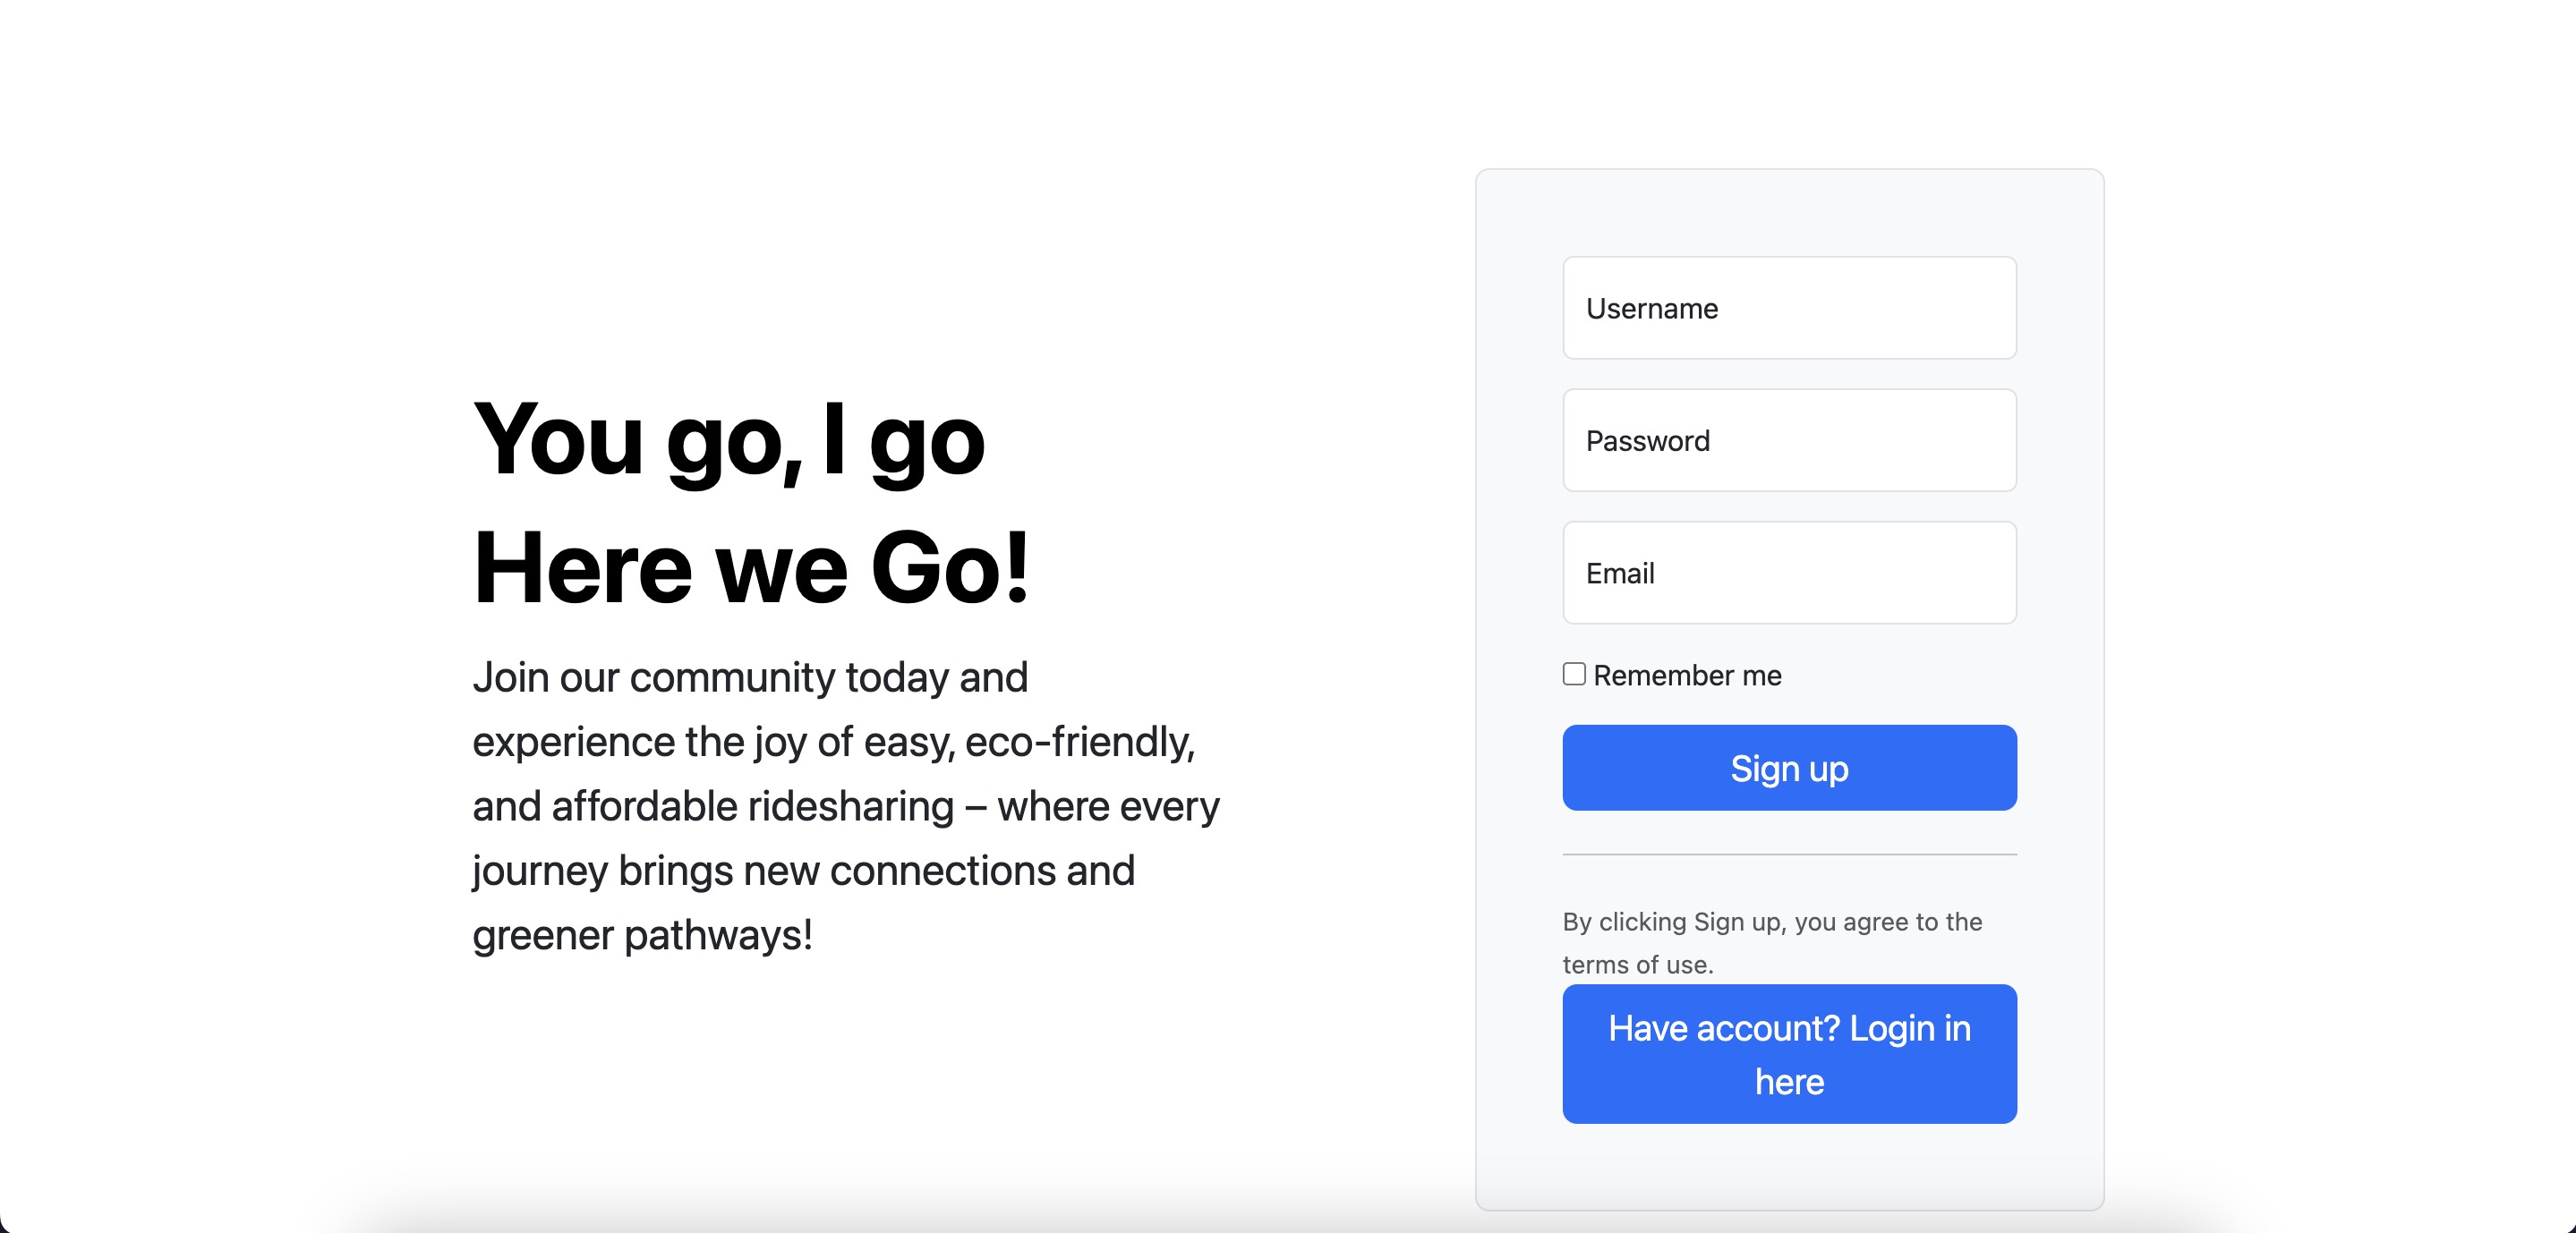 You go, I go
Here we Go!
Join our community today and
experience the joy of easy, eco-friendly,
and affordable ridesharing – where every
journey brings new connections and
greener pathways!
Username
Password
Email
Remember me
Sign up
By clicking Sign up, you agree to the
terms of use.
Have account? Login in
here